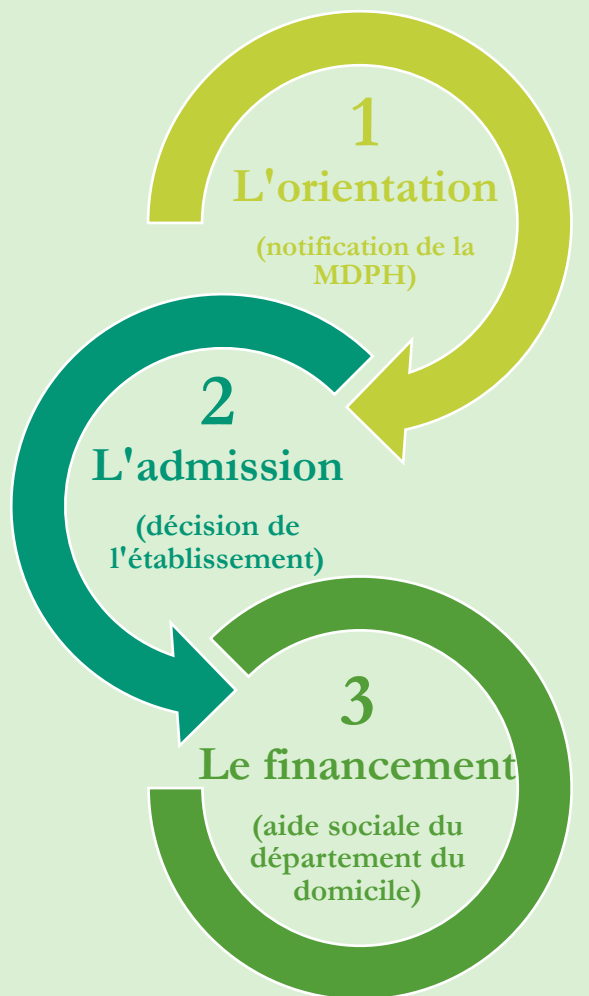 1
L'orientation
(notification de la
MDPH)
2
L'admission
(décision de
l'établissement)
3
Le financement
(aide sociale du
département du
domicile)